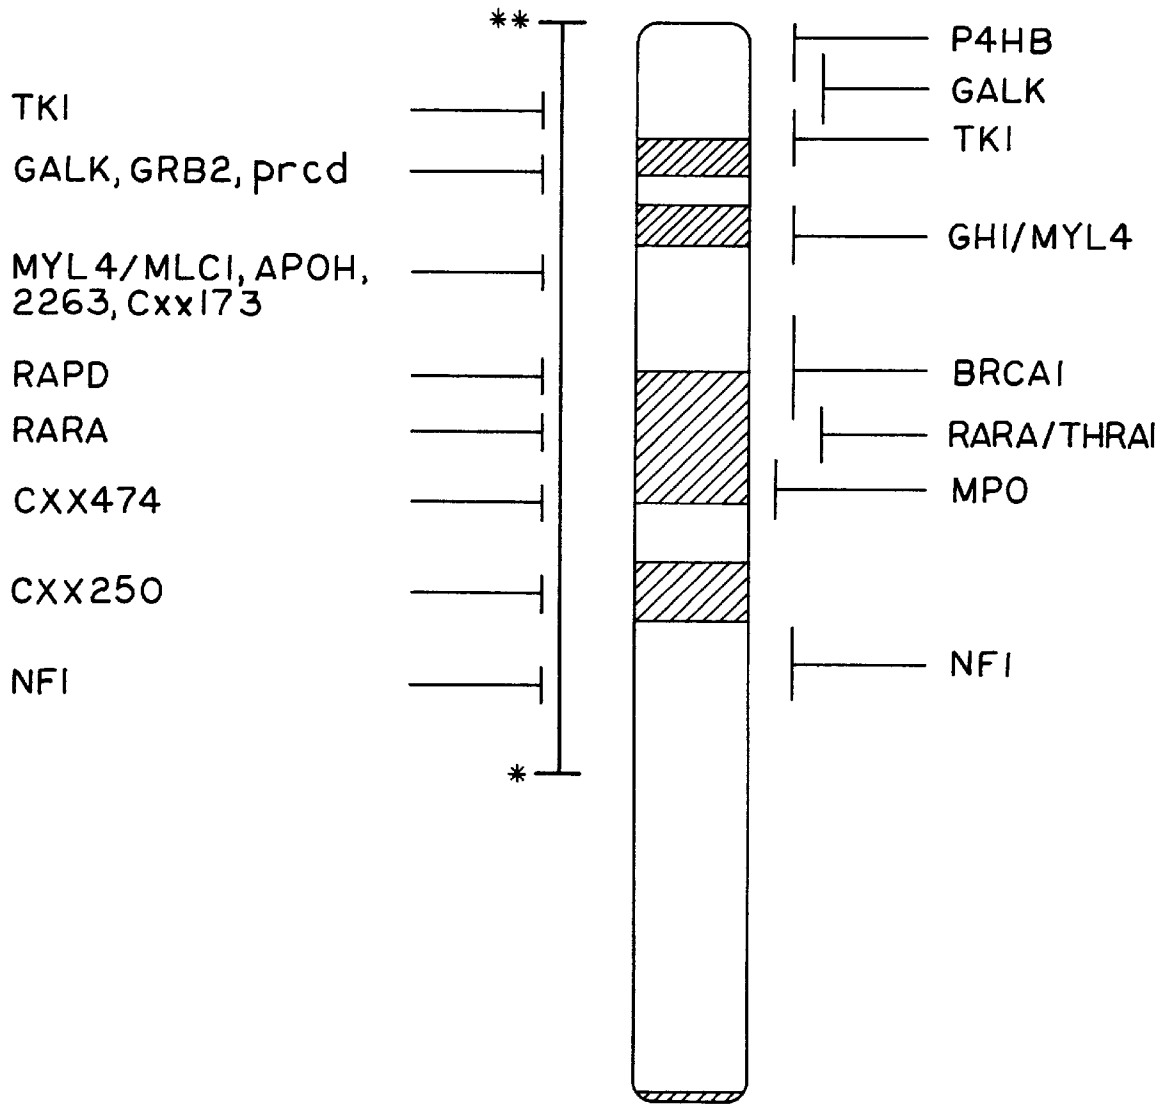 **
P4HB
GALK
TK1
TK1
GALK, GRB2, prcd
GH1/MYL4
MYL4/MLC1, APOH,
2263, Cxx173
RAPD
BRCA1
RARA
RARA/THRA1
CXX474
MPO
CXX250
NF1
NF1
*